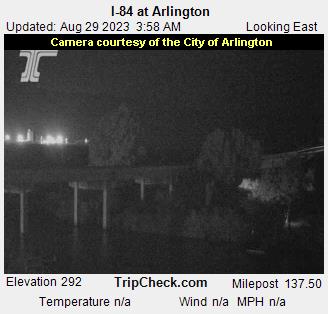 I-84 at Arlington
Updated: Aug 29 2023 3:58 AM Looking East
Camera courtesy of the City of Arlington
Elevation 292 TripCheck.com Milepost 137.50
Temperature n/a Wind n/a MPH n/a